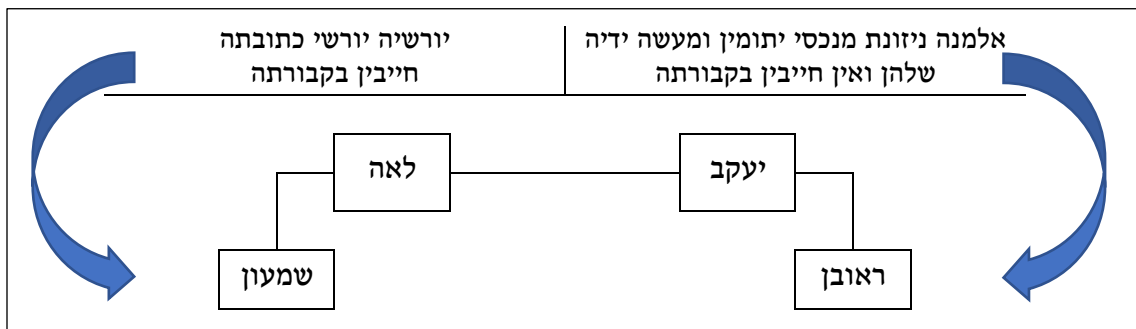 אלמנה ניזונת מנכסי יתומין ומעשה ידיה
שלהן ואין חייבין בקבורתה
יורשיה יורשי כתובתה
חייבין בקבורתה
יעקב
לאה
ראובן
שמעון